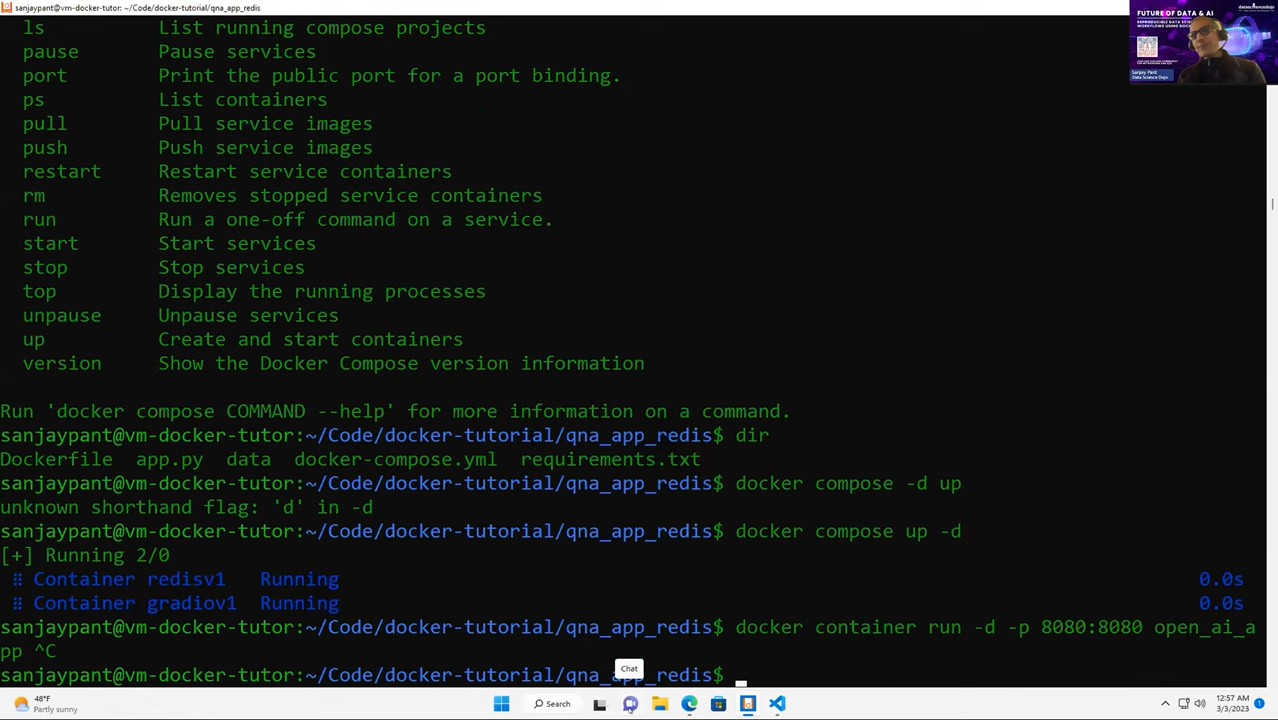 sanjaypant@vm-docker-tutor: ~/Code/docker-tutorial/qna_app_redis
ls List running compose projects
pause Pause services
port Print the public port for a port binding.
ps List containers
pull Pull service images
push Push service images
restart Restart service containers
rm Removes stopped service containers
run Run a one-off command on a service.
start Start services
stop Stop services
top Display the running processes
unpause Unpause services
up Create and start containers
version Show the Docker Compose version information
Run 'docker compose COMMAND --help' for more information on a command.
sanjaypant@vm-docker-tutor:~/Code/docker-tutorial/qna_app_redis$ dir
Dockerfile app.py data docker-compose.yml requirements.txt
sanjaypant@vm-docker-tutor:~/Code/docker-tutorial/qna_app_redis$ docker compose -d up
unknown shorthand flag: 'd' in -d
sanjaypant@vm-docker-tutor:~/Code/docker-tutorial/qna_app_redis$ docker compose up -d
[+] Running 2/0
⠿ Container redisv1 Running 0.0s
⠿ Container gradiov1 Running 0.0s
sanjaypant@vm-docker-tutor:~/Code/docker-tutorial/qna_app_redis$ docker container run -d -p 8080:8080 open_ai_a
pp ^C
sanjaypant@vm-docker-tutor:~/Code/docker-tutorial/qna_app_redis$
Chat
48°F
Partly sunny
Search
12:57 AM
3/3/2023
datasciencedojo
FUTURE OF DATA & AI
Sanjay Pant
Data Science Dojo